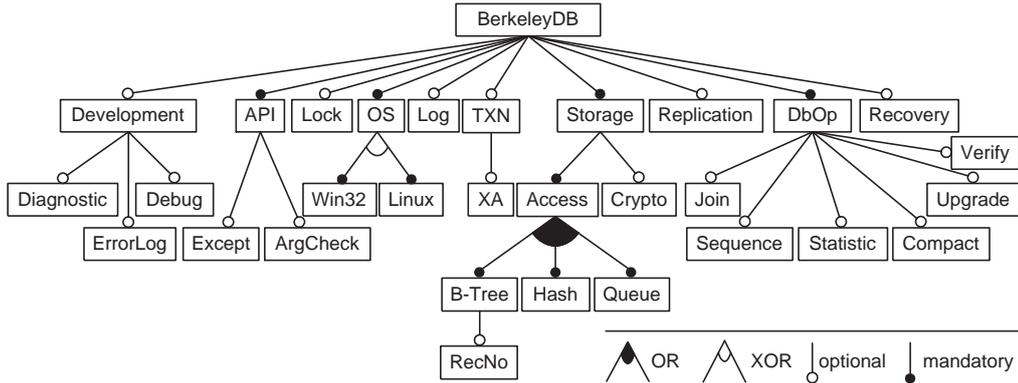 BerkeleyDB
Development API Lock OS Log TXN Storage Replication DbOp Recovery
Verify
Diagnostic Debug Win32 Linux XA Access Crypto Join Upgrade
ErrorLog Except ArgCheck Sequence Statistic Compact
B-Tree Hash Queue
RecNo OR XOR optional mandatory